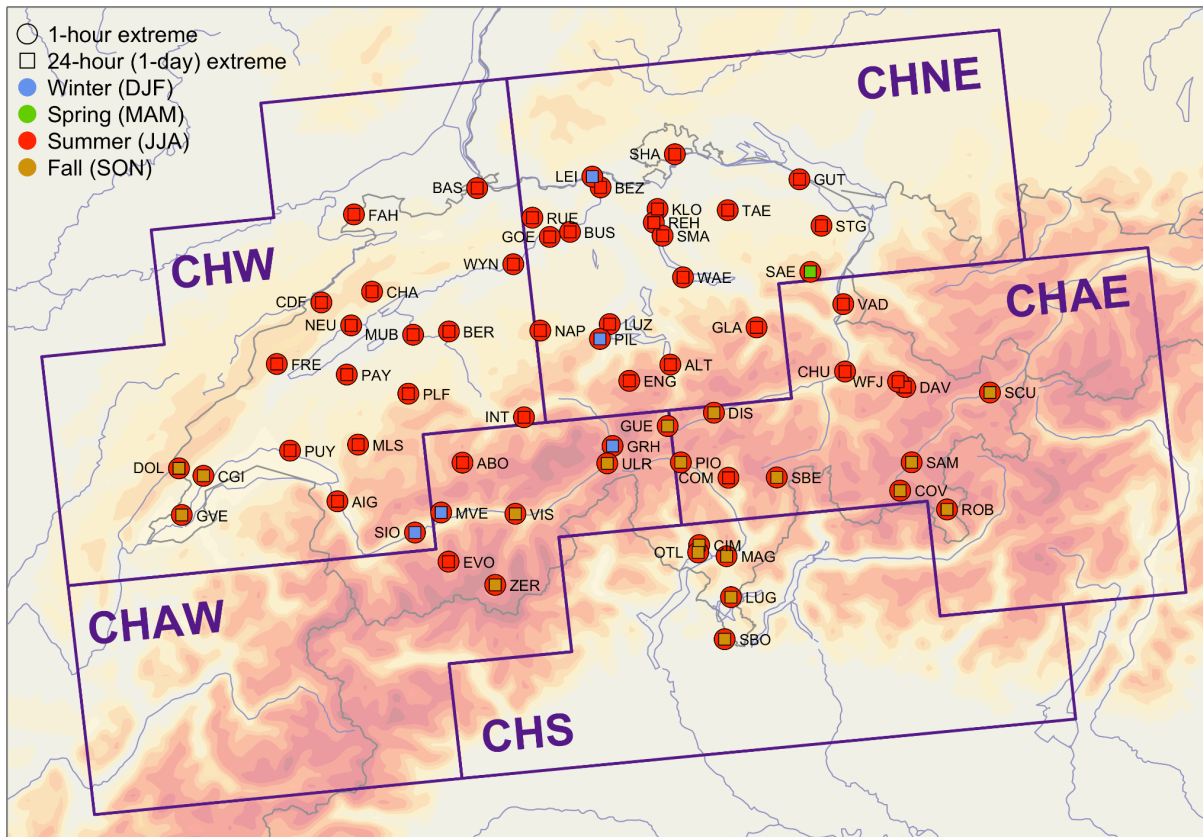 1-hour extreme
24-hour (1-day) extreme
Winter (DJF)
Spring (MAM)
Summer (JJA)
Fall (SON)
CHNE
SHA
LEI
BEZ
GUT
BAS
FAH
RUE
KLO
TAE
REH
GOE
BUS
SMA
STG
CHW
WYN
WAE
SAE
CHAE
CHA
CDF
VAD
NEU
MUB
BER
NAP
LUZ
GLA
PIL
FRE
PAY
ALT
ENG
CHU
WFJ
DAV
SCU
PLF
INT
DIS
GUE
MLS
GRH
PUY
DOL
CGI
ABO
ULR
PIO
COM
SBE
SAM
COV
AIG
GVE
MVE
VIS
ROB
SIO
CIM
OTL
MAG
EVO
ZER
LUG
CHAW
SBO
CHS